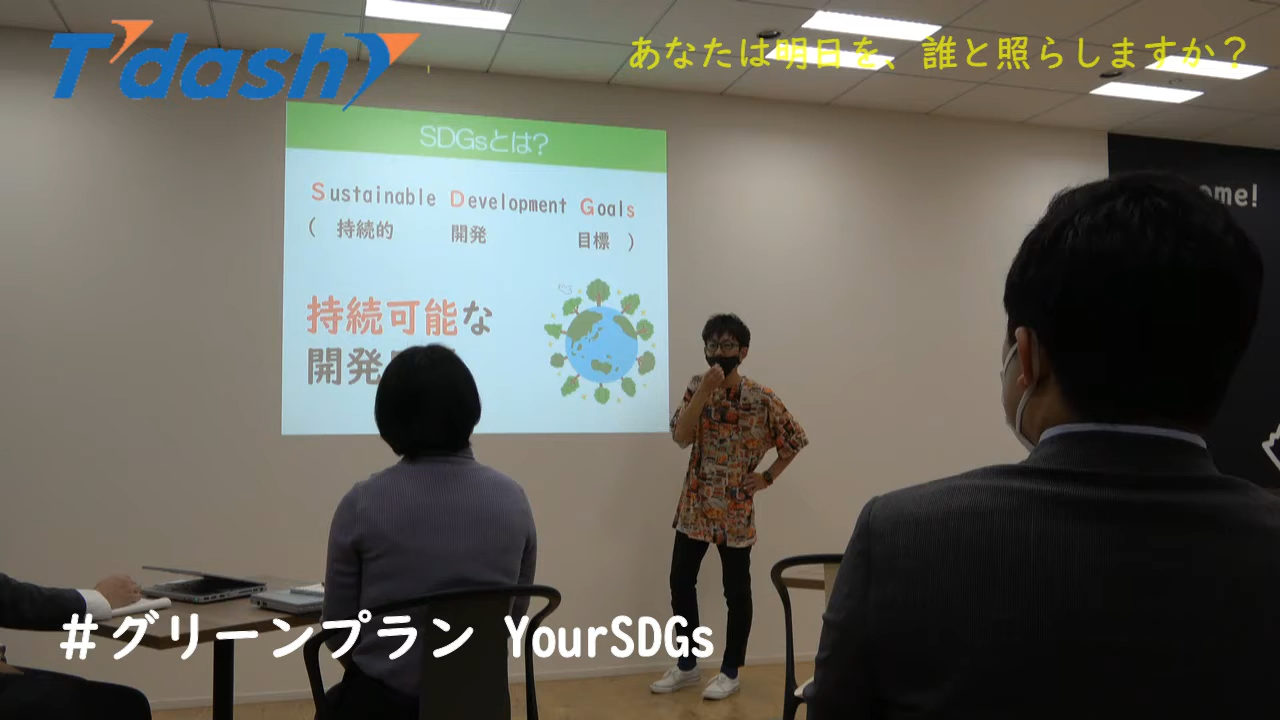 T'dash
あなたは明日を、誰と照らしますか?
SDGsとは?
Sustainable Development Goals
( 持続的 開発 目標 )
持続可能な
開発
ome!
#グリーンプラン YourSDGs